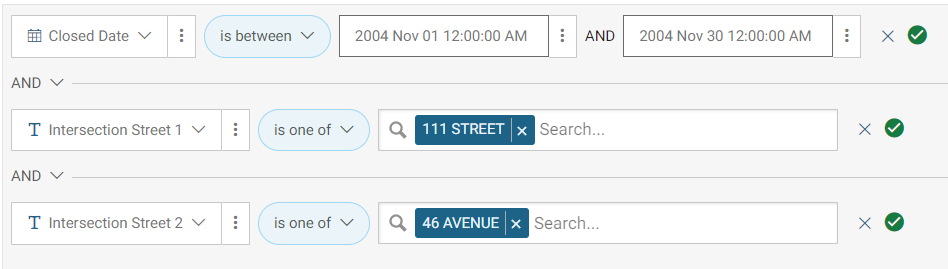 Closed Date is between 2004 Nov 01 12:00:00 AM AND 2004 Nov 30 12:00:00 AM
AND
T Intersection Street 1 is one of 111 STREET Search...
AND
T Intersection Street 2 is one of 46 AVENUE Search...